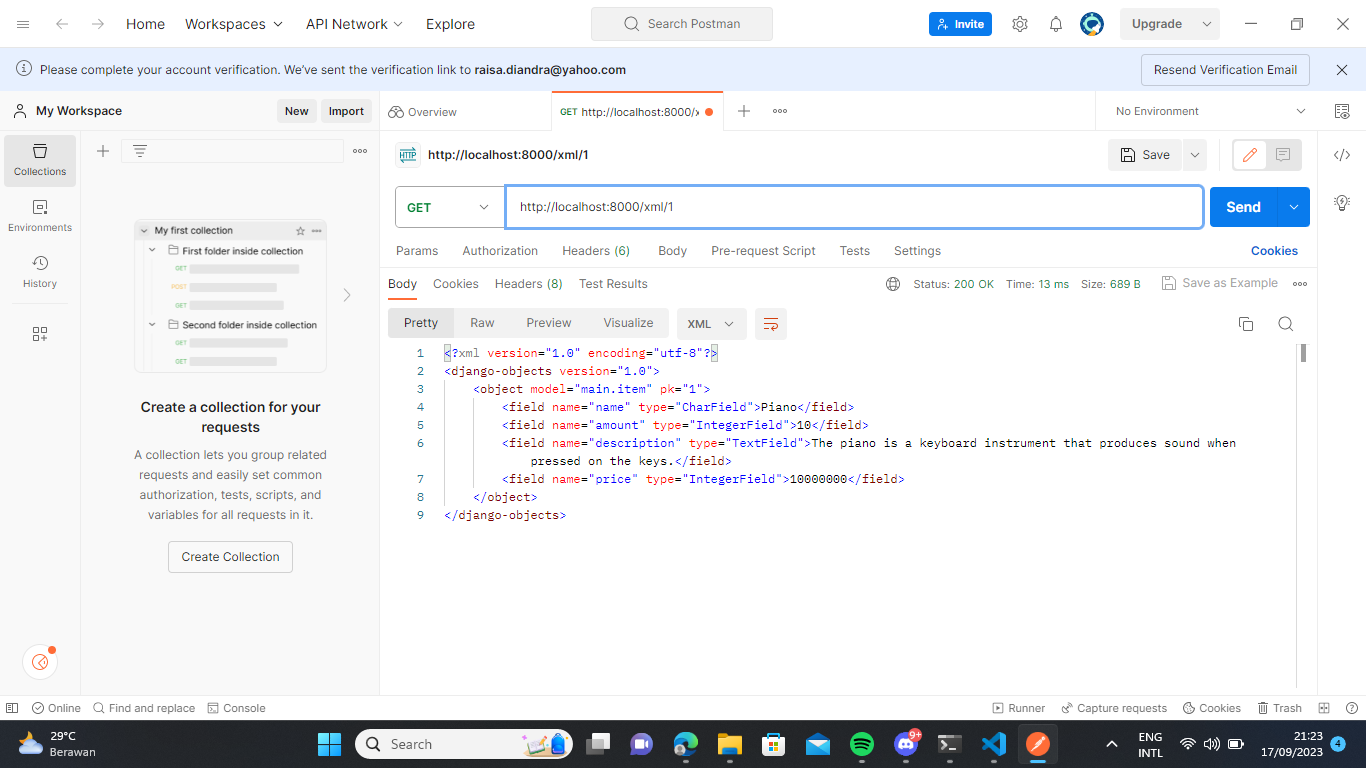 Home Workspaces API Network Explore Search Postman Invite Upgrade
Please complete your account verification. We've sent the verification link to raisa.diandra@yahoo.com Resend Verification Email
My Workspace New Import Overview GET http://localhost:8000/x No Environment
HTTP http://localhost:8000/xml/1 Save
GET http://localhost:8000/xml/1 Send
Params Authorization Headers (6) Body Pre-request Script Tests Settings Cookies
Body Cookies Headers (8) Test Results Status: 200 OK Time: 13 ms Size: 689 B Save as Example
Pretty Raw Preview Visualize XML
1 <?xml version="1.0" encoding="utf-8"?>
2 <django-objects version="1.0">
3 <object model="main.item" pk="1">
4 <field name="name" type="CharField">Piano</field>
5 <field name="amount" type="IntegerField">10</field>
6 <field name="description" type="TextField">The piano is a keyboard instrument that produces sound when
pressed on the keys.</field>
7 <field name="price" type="IntegerField">10000000</field>
8 </object>
9 </django-objects>
Collections
Environments
History
My first collection
First folder inside collection
GET
POST
GET
Second folder inside collection
GET
GET
Create a collection for your
requests
A collection lets you group related
requests and easily set common
authorization, tests, scripts, and
variables for all requests in it.
Create Collection
Online Find and replace Console Runner Capture requests Cookies Trash
29°C
Berawan
Search
9+
ENG
INTL
21:23
17/09/2023
4